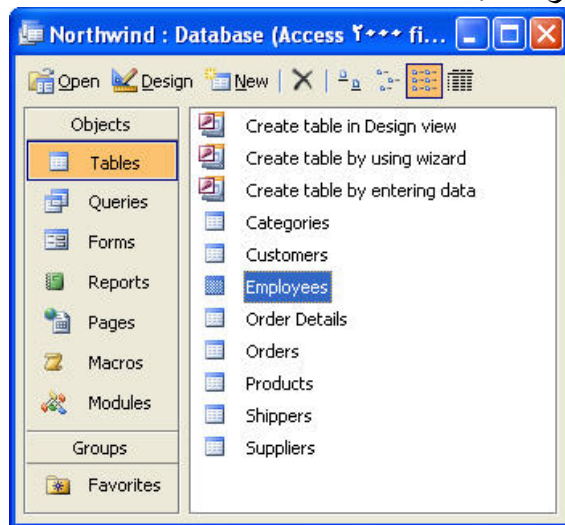 Northwind : Database (Access ۲۰۰۰ fi...
Open Design New
Objects
Tables
Queries
Forms
Reports
Pages
Macros
Modules
Groups
Favorites
Create table in Design view
Create table by using wizard
Create table by entering data
Categories
Customers
Employees
Order Details
Orders
Products
Shippers
Suppliers